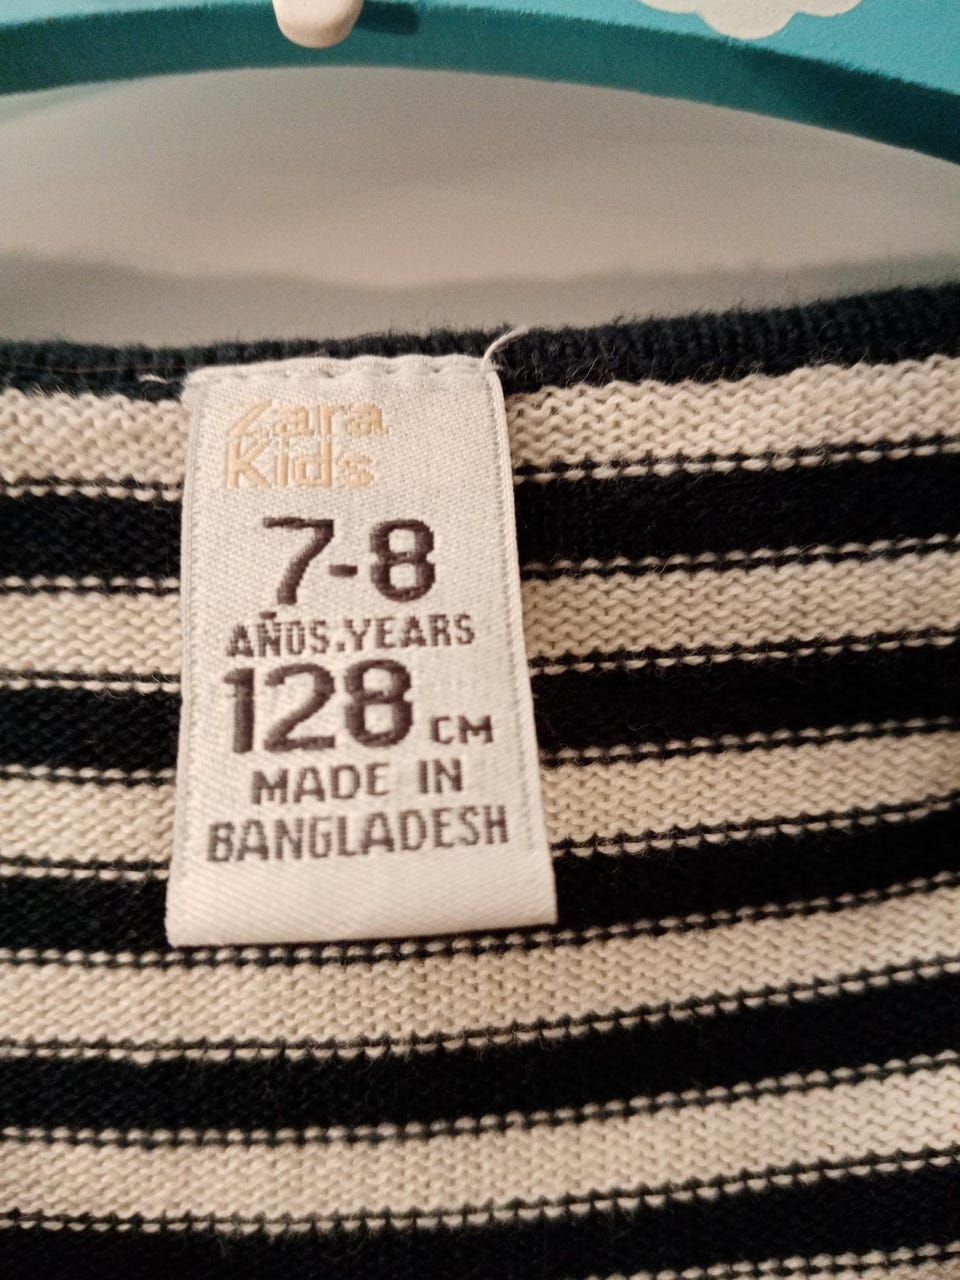 Zara
Kids
7-8
AÑOS.YEARS
128 CM
MADE IN
BANGLADESH